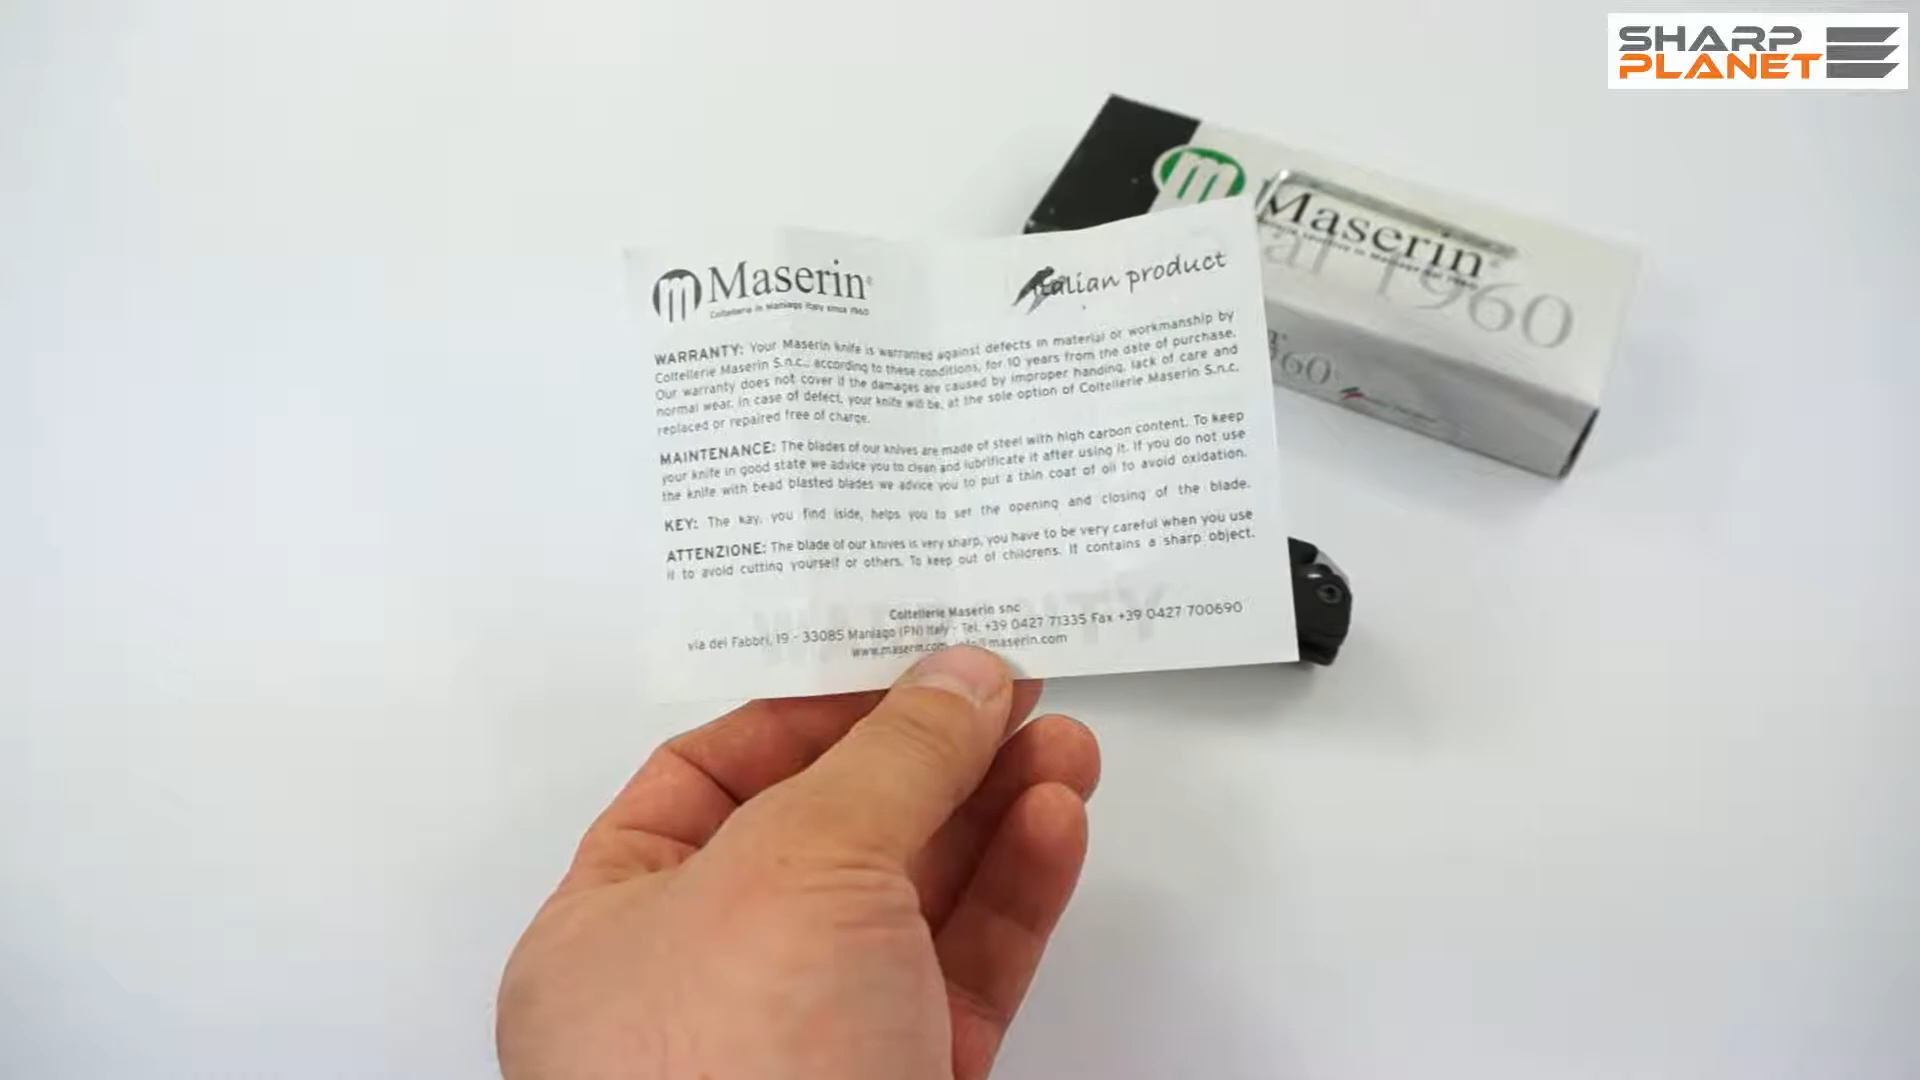 SHARP
PLANET
Maserin®
Coltellerie in Maniago Italy since 1960
Italian product
WARRANTY: Your Maserin knife is warranted against defects in material or workmanship by
Coltellerie Maserin S.n.c., according to these conditions, for 10 years from the date of purchase.
Our warranty does not cover if the damages are caused by improper handing, lack of care and
normal wear. in case of defect, your knife will be, at the sole option of Coltellerie Maserin S.n.c.
replaced or repaired free of charge.
MAINTENANCE: The blades of our knives are made of steel with high carbon content. To keep
your knife in good state we advice you to clean and lubrificate it after using it. If you do not use
the knife with bead blasted blades we advice you to put a thin coat of oil to avoid oxidation.
KEY: The kay, you find iside, helps you to set the opening and closing of the blade.
ATTENZIONE: The blade of our knives is very sharp, you have to be very careful when you use
il to avoid cutting yourself or others. To keep out of childrens. It contains a sharp object.
Coltellerie Maserin snc
via dei Fabbri, 19 - 33085 Maniago (PN) Italy - Tel. +39 0427 71335 Fax +39 0427 700690
www.maserin.com info@maserin.com
Maserin®
1960
960